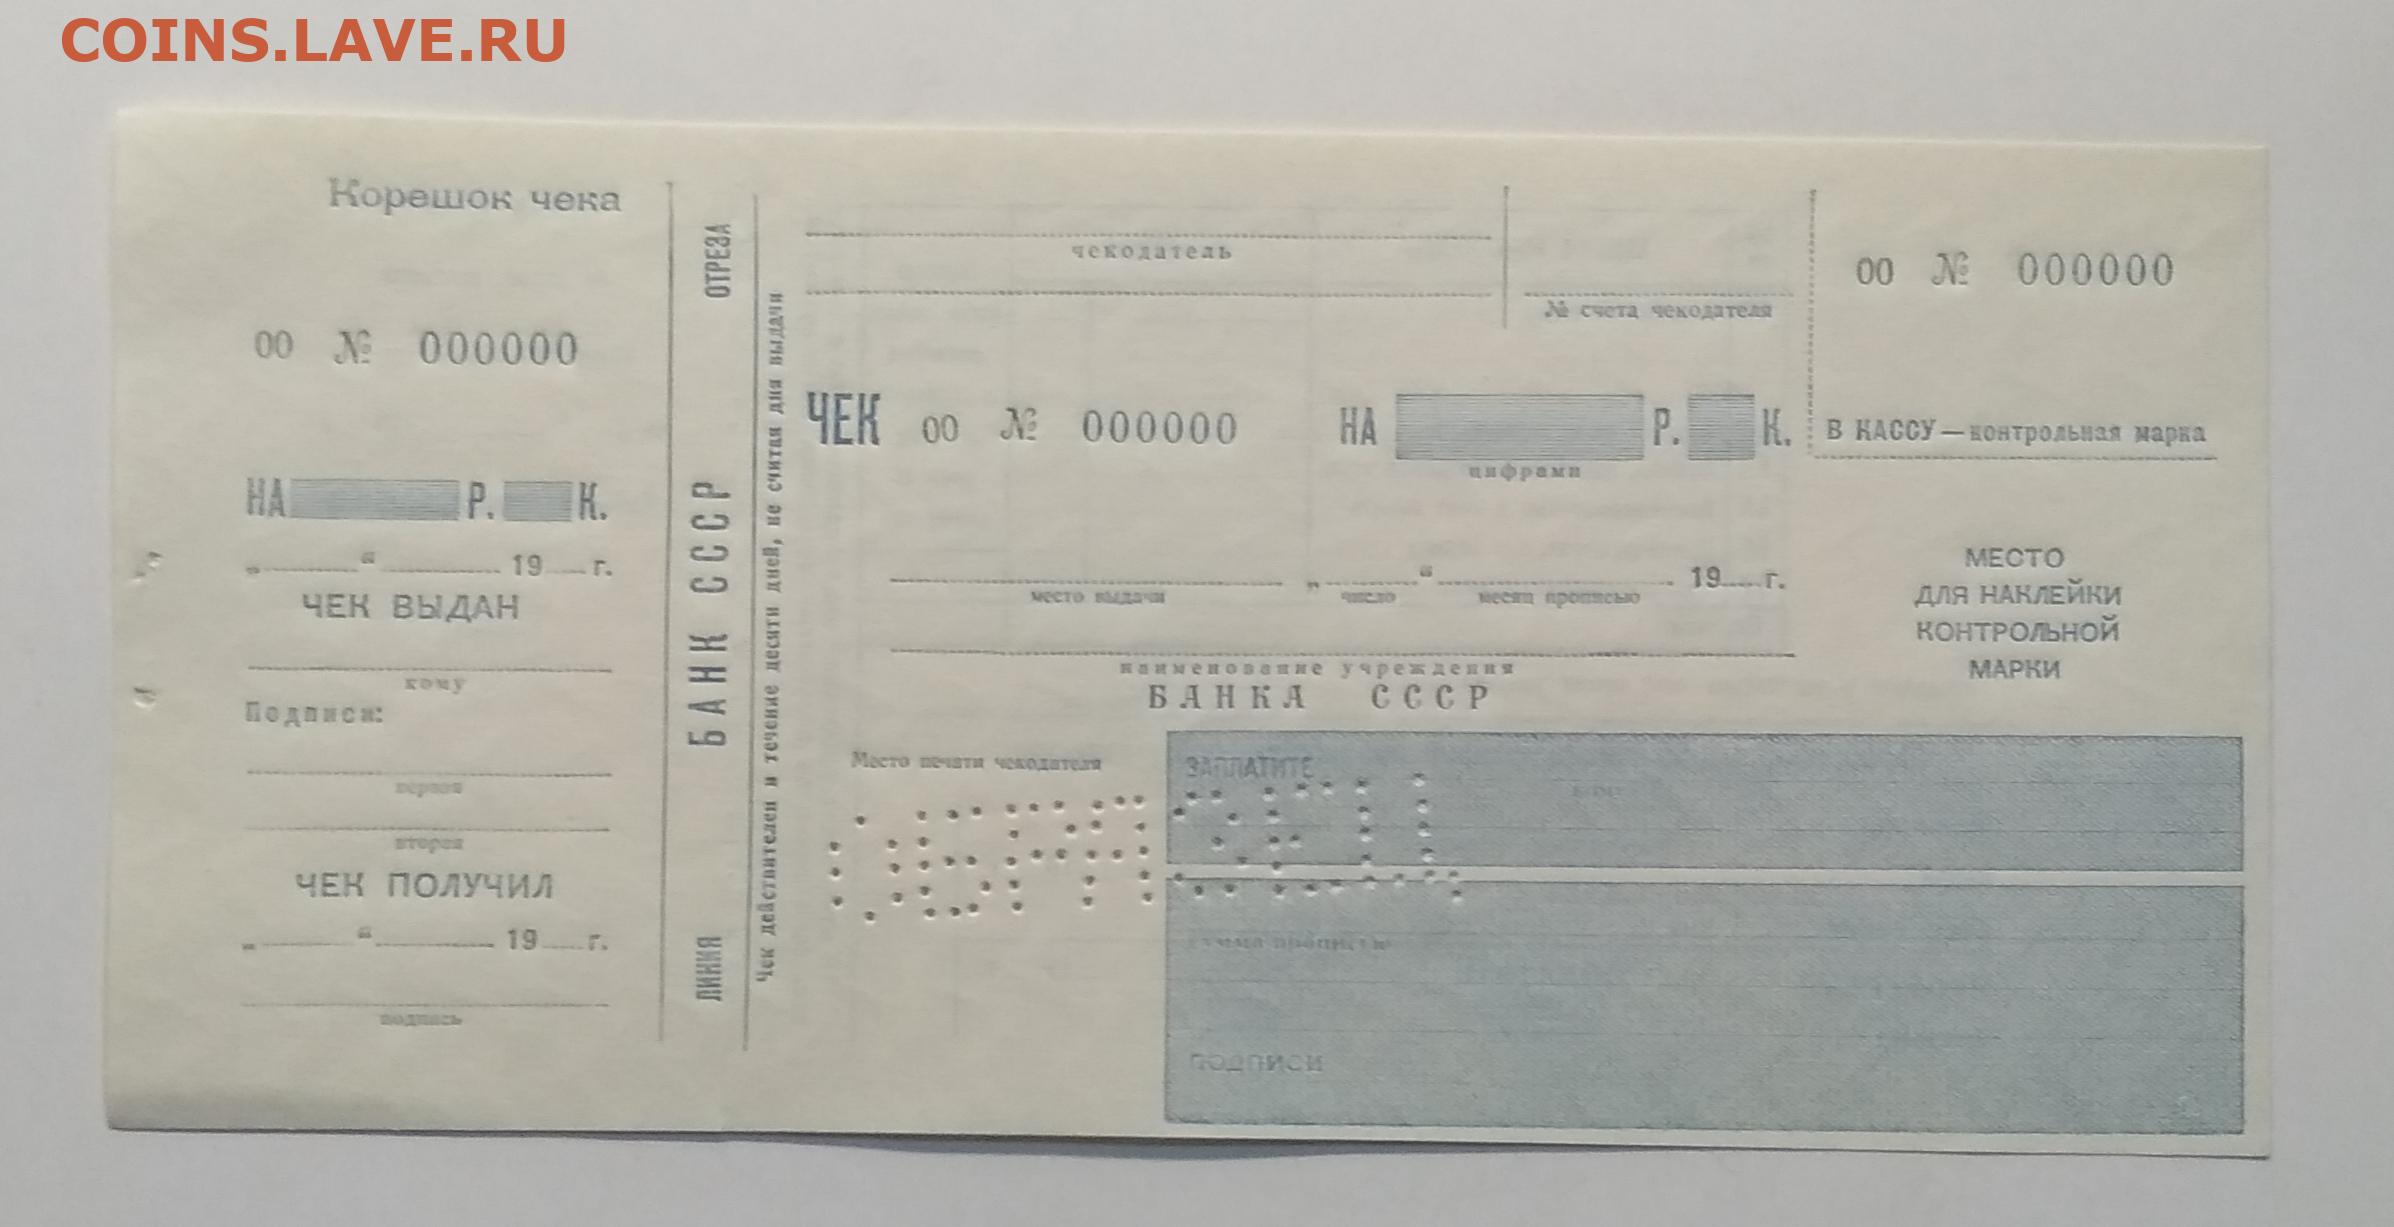 COINS.LAVE.RU
Корешок чека
00 № 000000
НА Р. К.
„ “ 19 г.
ЧЕК ВЫДАН
кому
Подписи:
первая
вторая
ЧЕК ПОЛУЧИЛ
„ “ 19 г.
подпись
ЛИНИЯ БАНК СССР ОТРЕЗА
Чек действителен в течение десяти дней, не считая дня выдачи
чекодатель
№ счета чекодателя
ЧЕК 00 № 000000 НА Р. К.
цифрами
„ “ 19 г.
место выдачи число месяц прописью
наименование учреждения
БАНКА СССР
Место печати чекодателя
ЗАПЛАТИТЕ
кому
сумма прописью
ПОДПИСИ
ОБРАЗЕЦ
00 № 000000
В КАССУ — контрольная марка
МЕСТО
ДЛЯ НАКЛЕЙКИ
КОНТРОЛЬНОЙ
МАРКИ